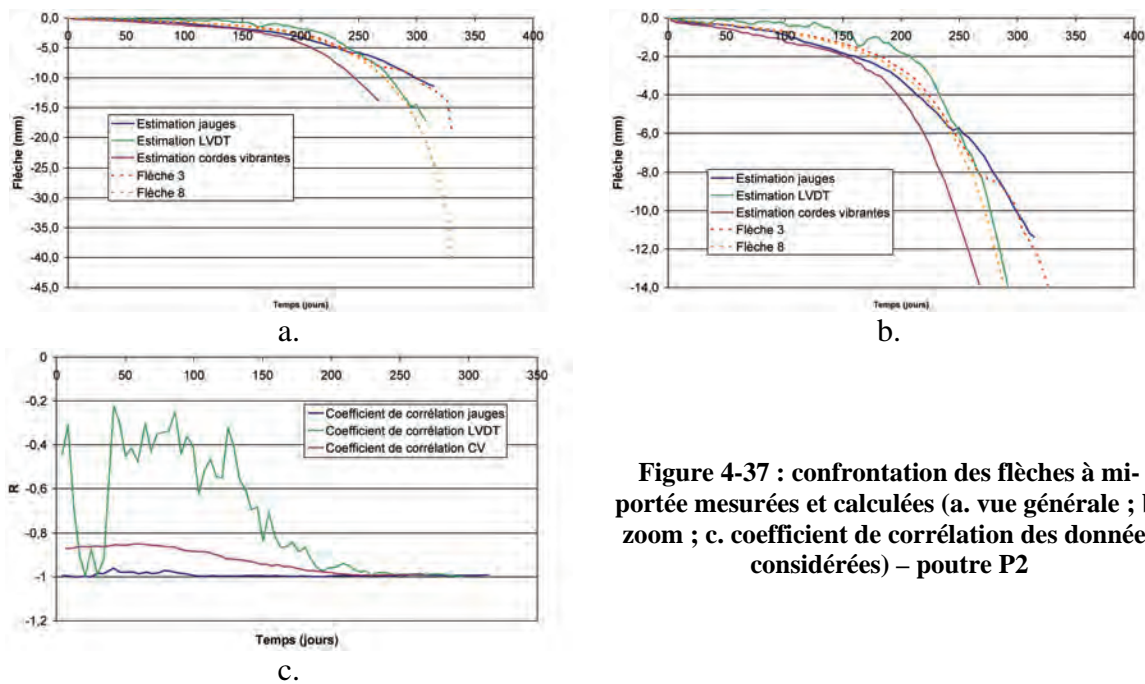 0,0
-5,0
-10,0
-15,0
-20,0
-25,0
-30,0
-35,0
-40,0
-45,0
0 50 100 150 200 250 300 350 400
Flèche (mm)
Estimation jauges
Estimation LVDT
Estimation cordes vibrantes
Flèche 3
Flèche 8
Temps (jours)
a.
0,0
-2,0
-4,0
-6,0
-8,0
-10,0
-12,0
-14,0
0 50 100 150 200 250 300 350 400
Flèche (mm)
Estimation jauges
Estimation LVDT
Estimation cordes vibrantes
Flèche 3
Flèche 8
Temps (jours)
b.
0
-0,2
-0,4
-0,6
-0,8
-1
-1,2
0 50 100 150 200 250 300 350
R
Coefficient de corrélation jauges
Coefficient de corrélation LVDT
Coefficient de corrélation CV
Temps (jours)
c.
Figure 4-37 : confrontation des flèches à mi-
portée mesurées et calculées (a. vue générale ;
zoom ; c. coefficient de corrélation des donnée
considérées) – poutre P2